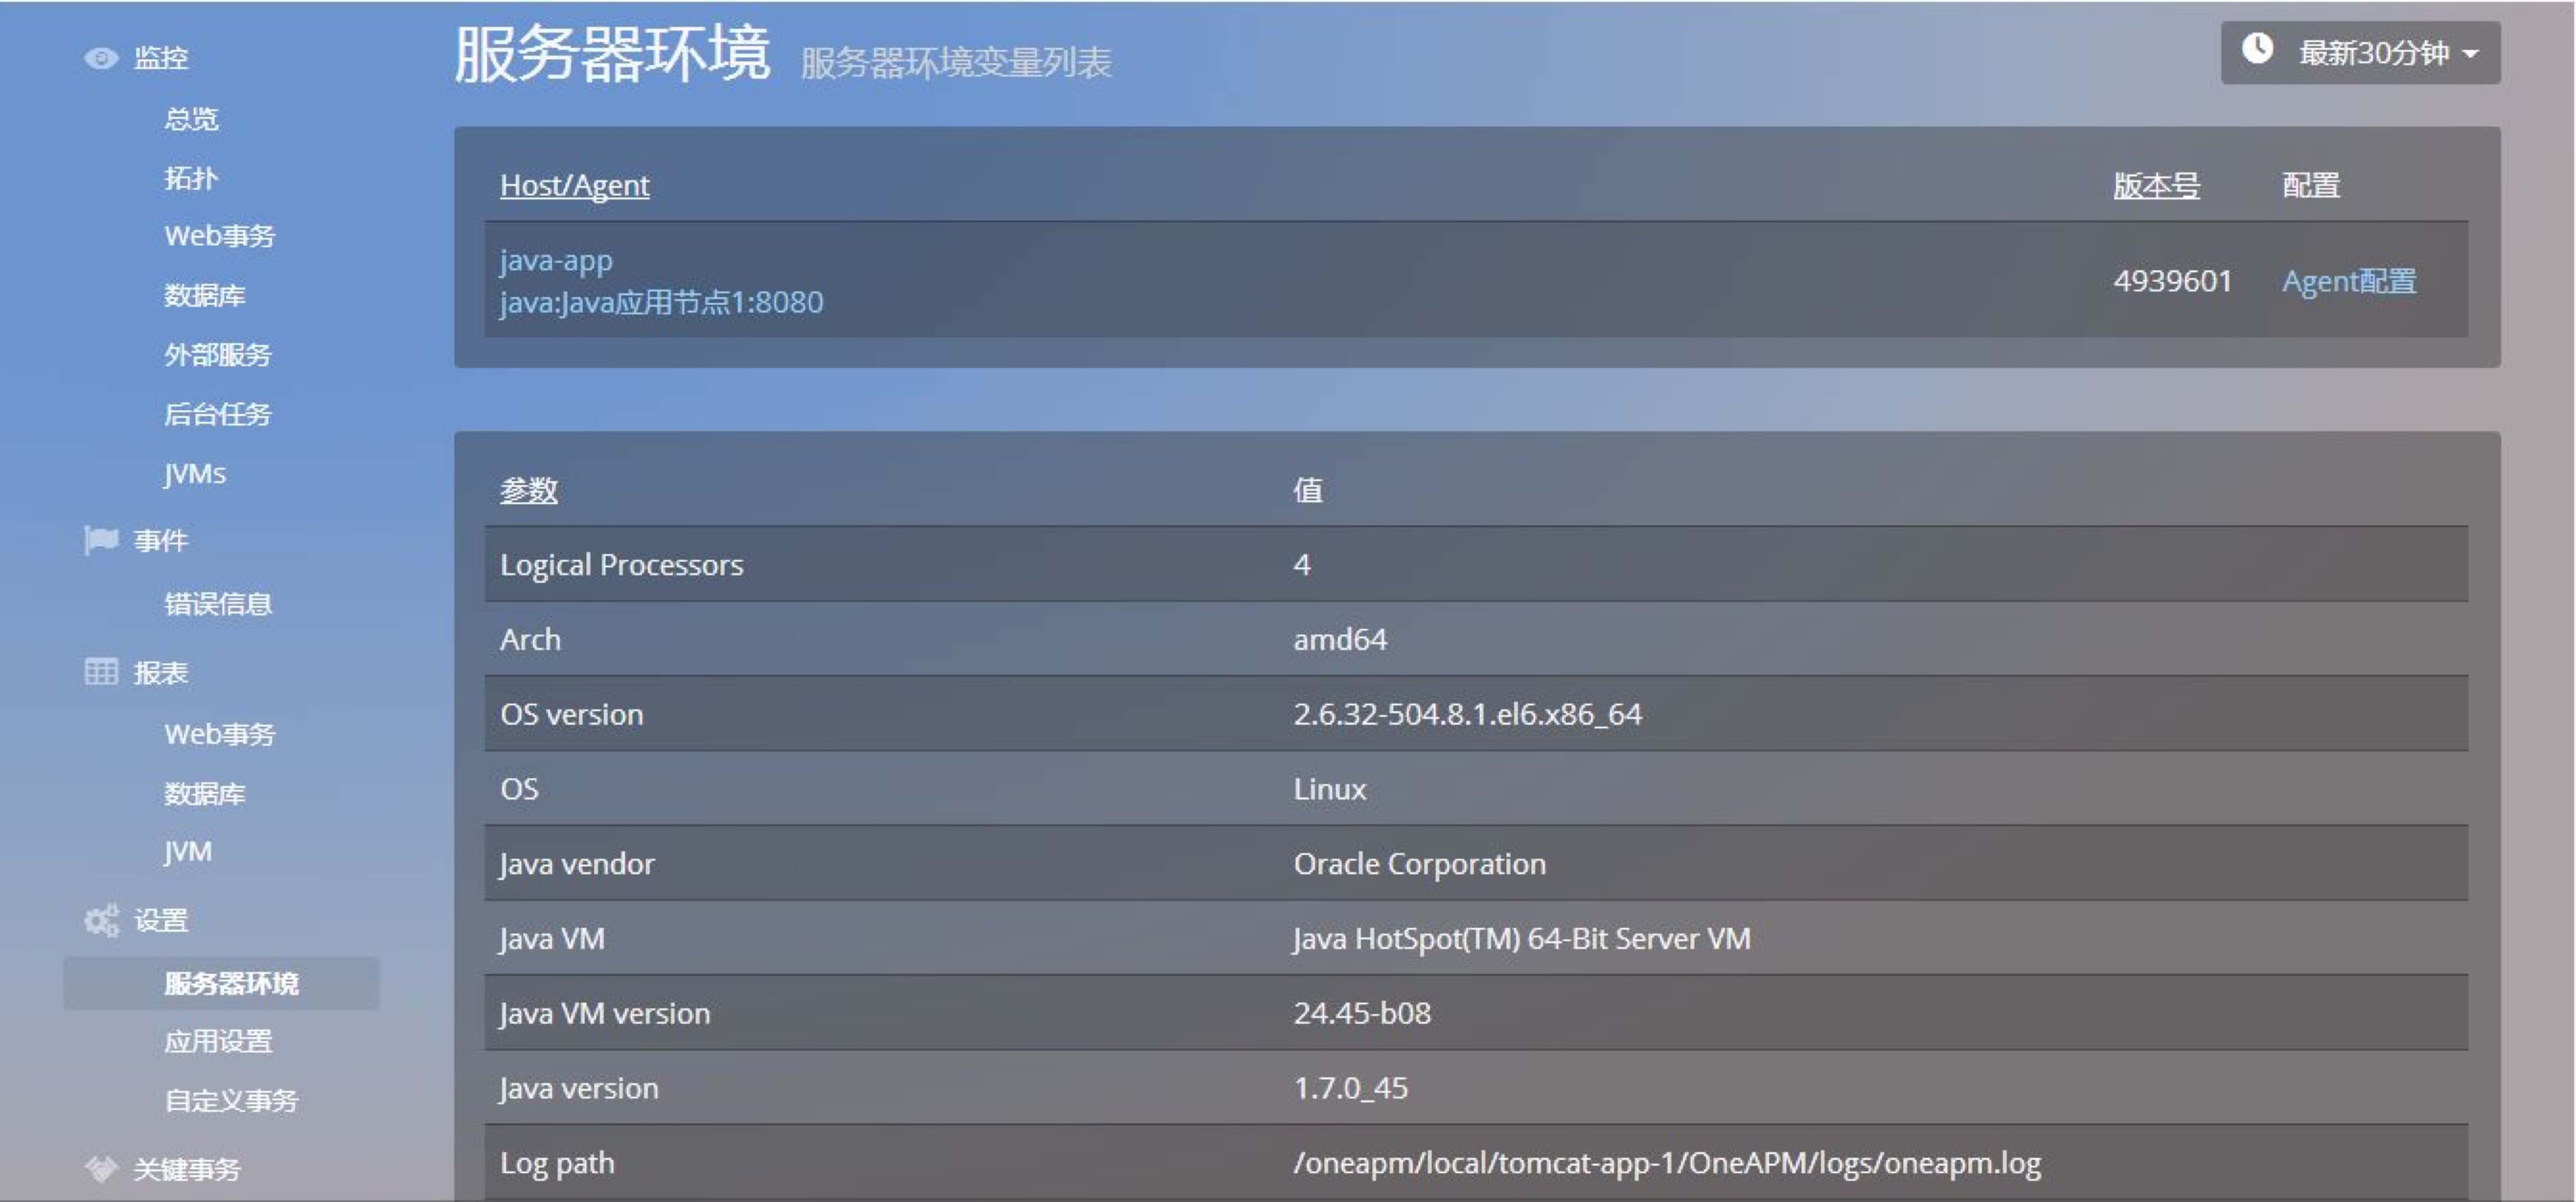 监控
总览
拓扑
Web事务
数据库
外部服务
后台任务
JVMs
事件
错误信息
报表
Web事务
数据库
JVM
设置
服务器环境
应用设置
自定义事务
关键事务
服务器环境 服务器环境变量列表
最新30分钟
Host/Agent 版本号 配置
java-app
java:Java应用节点1:8080
4939601 Agent配置
参数 值
Logical Processors 4
Arch amd64
OS version 2.6.32-504.8.1.el6.x86_64
OS Linux
Java vendor Oracle Corporation
Java VM Java HotSpot(TM) 64-Bit Server VM
Java VM version 24.45-b08
Java version 1.7.0_45
Log path /oneapm/local/tomcat-app-1/OneAPM/logs/oneapm.log